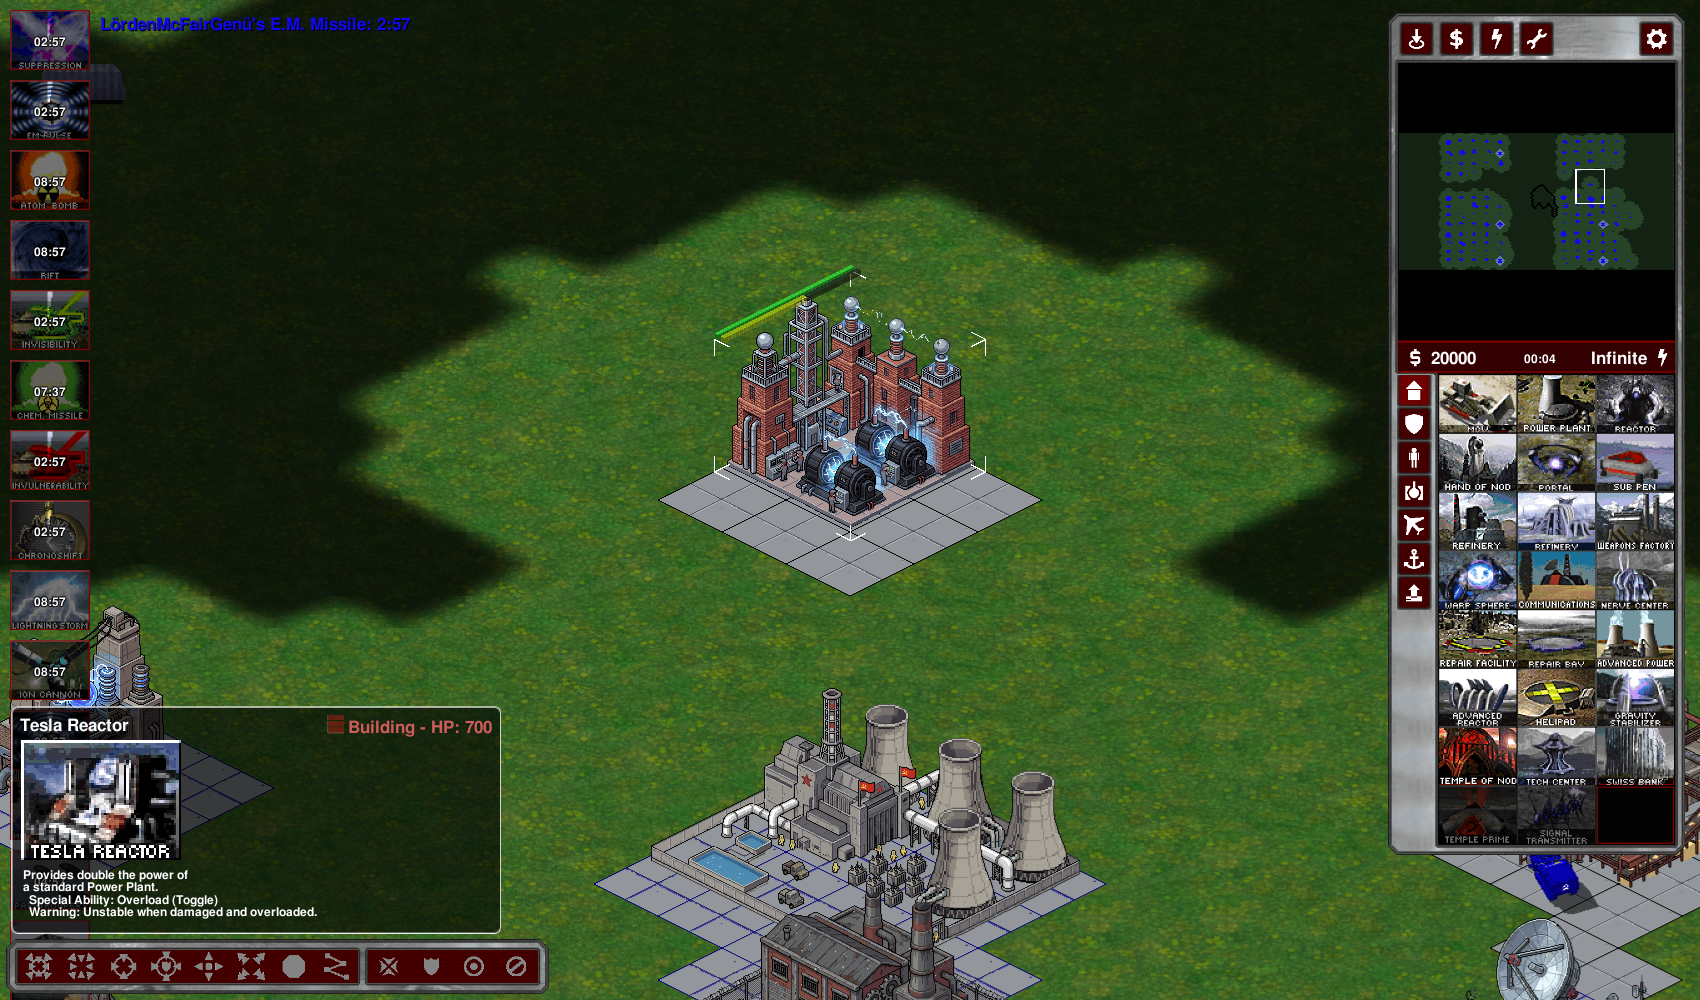 LördenMcFairGenü's E.M. Missile: 2:57
02:57
SUPPRESSION
02:57
EM-PULSE
08:57
ATOM BOMB
08:57
RIFT
02:57
INVISIBILITY
07:37
CHEM. MISSILE
02:57
INVULNERABILITY
02:57
CHRONOSHIFT
08:57
LIGHTNING STORM
08:57
ION CANNON
Tesla Reactor
Building - HP: 700
TESLA REACTOR
Provides double the power of
a standard Power Plant.
Special Ability: Overload (Toggle)
Warning: Unstable when damaged and overloaded.
$
$ 20000
00:04
Infinite
MCV
POWER PLANT
REACTOR
HAND OF NOD
PORTAL
SUB PEN
REFINERY
REFINERY
WEAPONS FACTORY
WARP SPHERE
COMMUNICATIONS
NERVE CENTER
REPAIR FACILITY
REPAIR BAY
ADVANCED POWER
ADVANCED
REACTOR
HELIPAD
GRAVITY
STABILIZER
TEMPLE OF NOD
TECH CENTER
SWISS BANK
TEMPLE PRIME
SIGNAL
TRANSMITTER